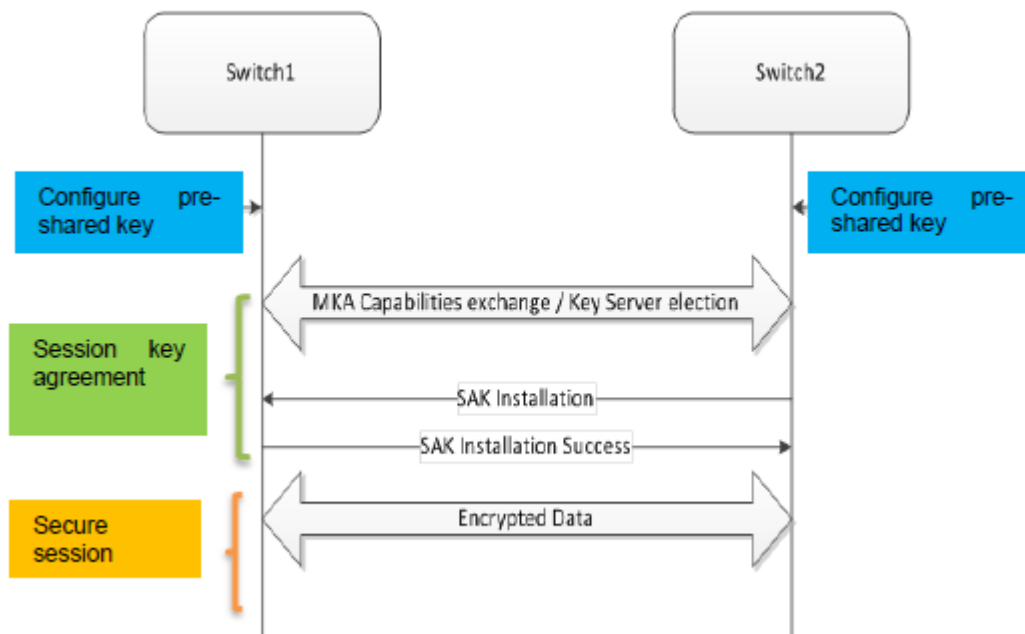 Switch1
Switch2
Configure pre-
shared key
Configure pre-
shared key
MKA Capabilities exchange / Key Server election
Session key
agreement
SAK Installation
SAK Installation Success
Secure
session
Encrypted Data